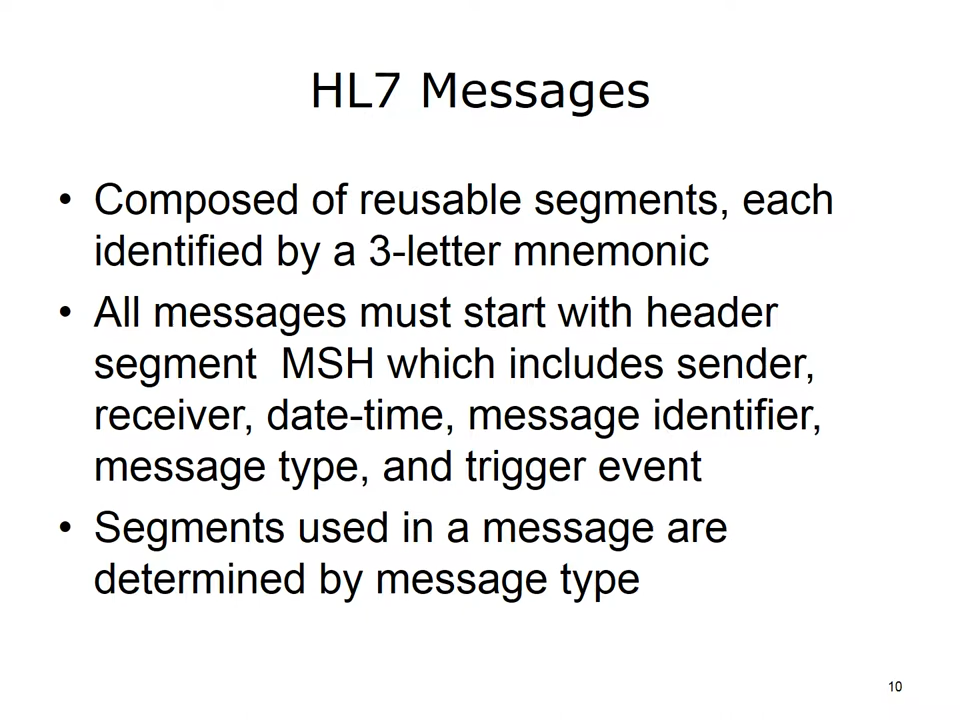 HL7 Messages
• Composed of reusable segments, each
identified by a 3-letter mnemonic
• All messages must start with header
segment  MSH which includes sender,
receiver, date-time, message identifier,
message type, and trigger event
• Segments used in a message are
determined by message type
10